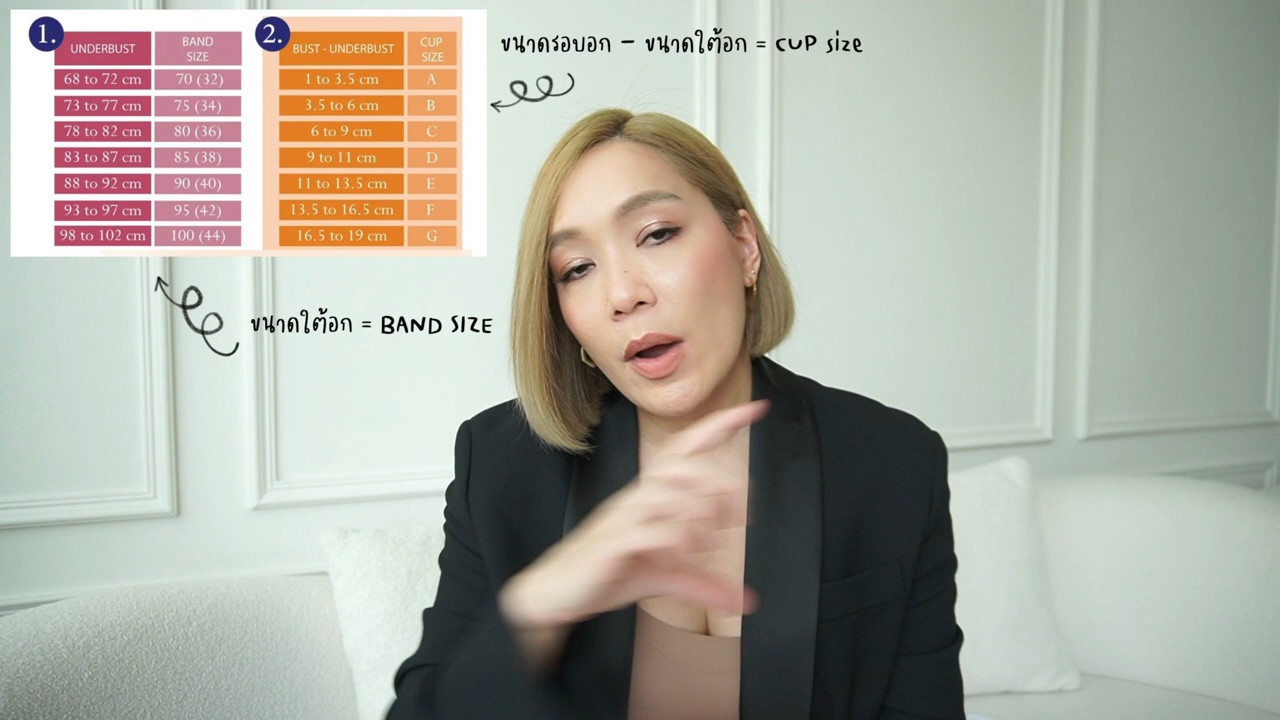 1.
UNDERBUST BAND SIZE
68 to 72 cm 70 (32)
73 to 77 cm 75 (34)
78 to 82 cm 80 (36)
83 to 87 cm 85 (38)
88 to 92 cm 90 (40)
93 to 97 cm 95 (42)
98 to 102 cm 100 (44)
2.
BUST - UNDERBUST CUP SIZE
1 to 3.5 cm A
3.5 to 6 cm B
6 to 9 cm C
9 to 11 cm D
11 to 13.5 cm E
13.5 to 16.5 cm F
16.5 to 19 cm G
ขนาดรอบอก - ขนาดใต้อก = CUP size
ขนาดใต้อก = BAND SIZE